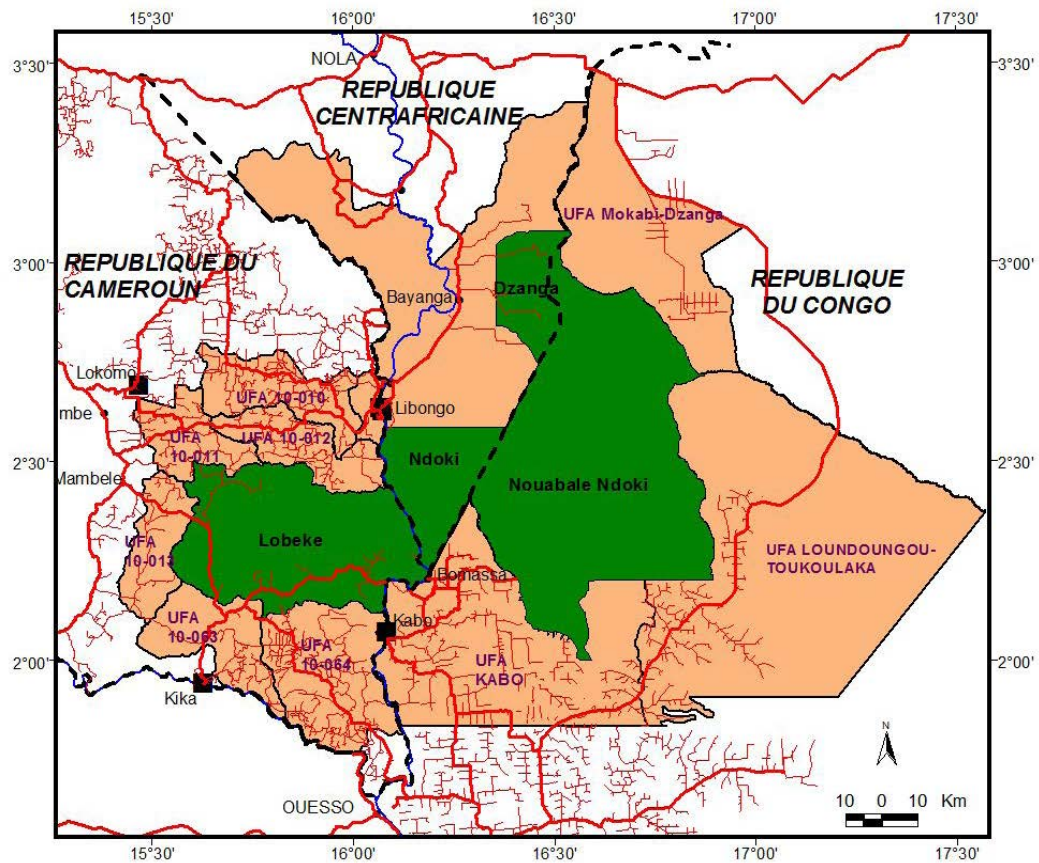 15°30' 16°00' 16°30' 17°00' 17°30'
3°30' 3°30'
NOLA
REPUBLIQUE
CENTRAFRICAINE
UFA Mokabi-Dzanga
3°00' 3°00'
REPUBLIQUE DU
CAMEROUN
REPUBLIQUE
DU CONGO
Bayanga
Dzanga
Lokomo
UFA 10-010
Libongo
mbe
UFA
10-011
UFA 10-012
2°30' 2°30'
Mambele
Ndoki
Nouabale Ndoki
Lobeke
UFA
10-013
UFA LOUNDOUNGOU-
TOUKOULAKA
Bomassa
Kabo
UFA
10-063
UFA
10-064
UFA
KABO
2°00' 2°00'
Kika
N
OUESSO
10 0 10 Km
15°30' 16°00' 16°30' 17°00' 17°30'